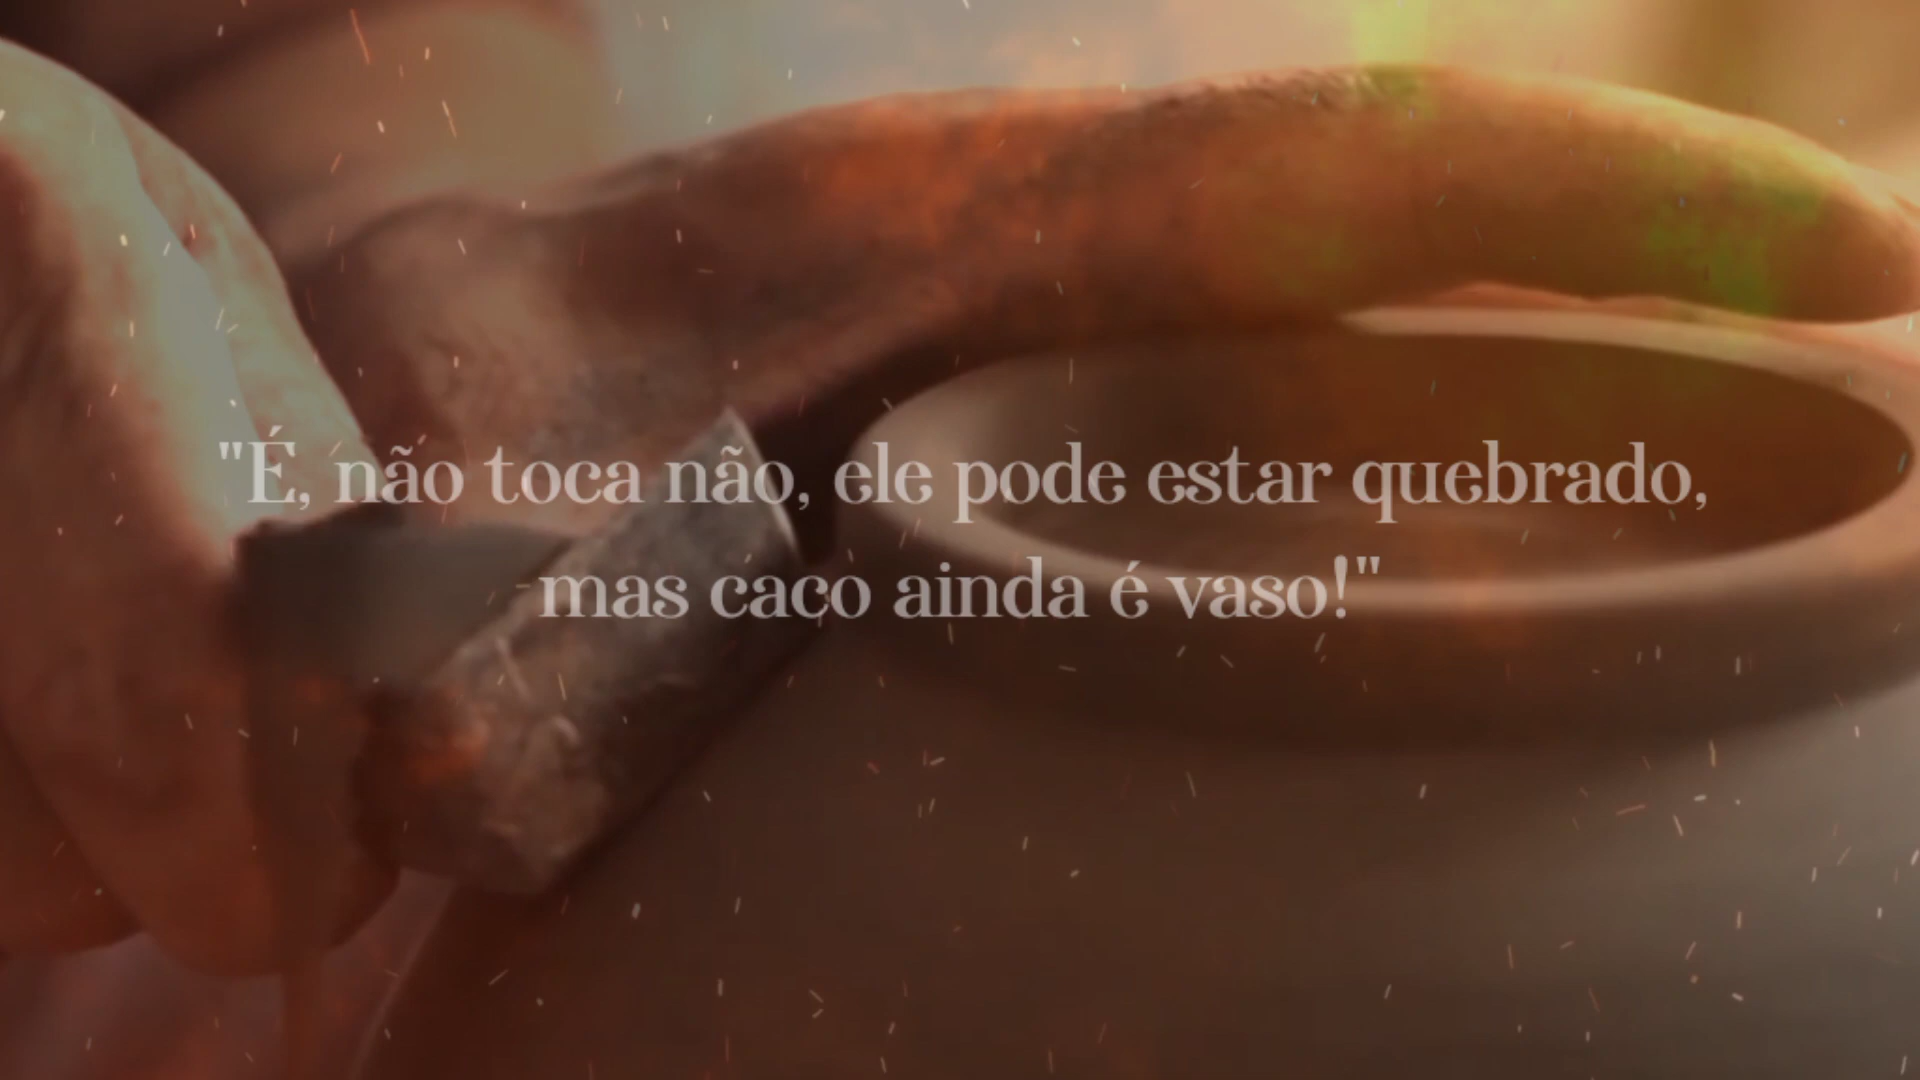 "É, não toca não, ele pode estar quebrado,
mas caco ainda é vaso!"